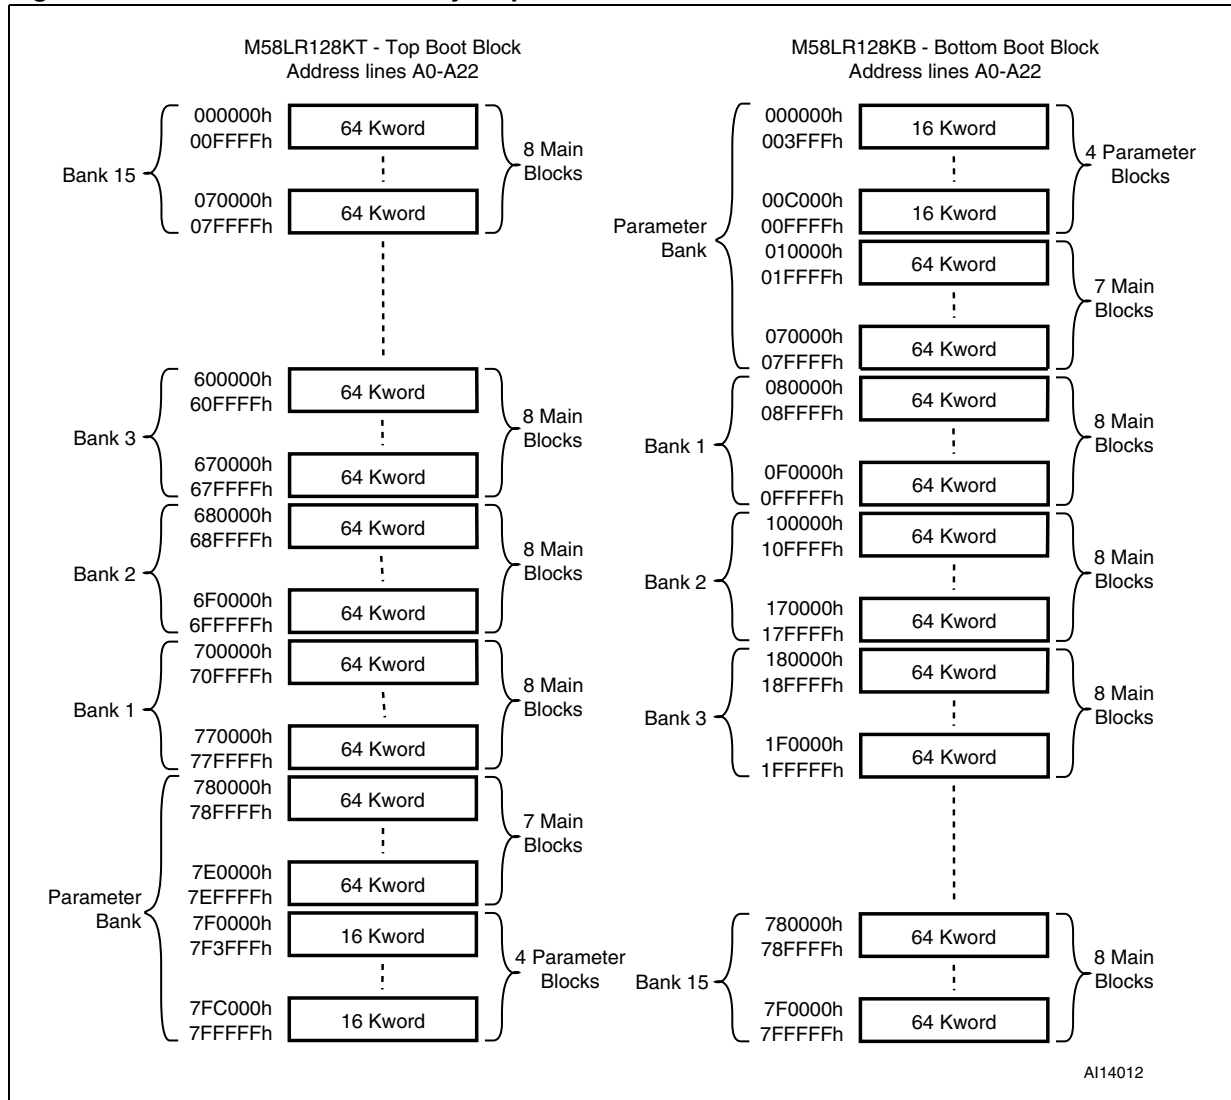 M58LR128KT - Top Boot Block
Address lines A0-A22
000000h
00FFFFh
64 Kword
8 Main
Blocks
Bank 15
070000h
07FFFFh
64 Kword
600000h
60FFFFh
64 Kword
8 Main
Blocks
Bank 3
670000h
67FFFFh
64 Kword
680000h
68FFFFh
64 Kword
8 Main
Blocks
Bank 2
6F0000h
6FFFFFh
64 Kword
700000h
70FFFFh
64 Kword
8 Main
Blocks
Bank 1
770000h
77FFFFh
64 Kword
780000h
78FFFFh
64 Kword
7 Main
Blocks
7E0000h
7EFFFFh
64 Kword
Parameter
Bank
7F0000h
7F3FFFh
16 Kword
4 Parameter
Blocks
7FC000h
7FFFFFh
16 Kword
M58LR128KB - Bottom Boot Block
Address lines A0-A22
000000h
003FFFh
16 Kword
4 Parameter
Blocks
00C000h
00FFFFh
16 Kword
Parameter
Bank
010000h
01FFFFh
64 Kword
7 Main
Blocks
070000h
07FFFFh
64 Kword
080000h
08FFFFh
64 Kword
8 Main
Blocks
Bank 1
0F0000h
0FFFFFh
64 Kword
100000h
10FFFFh
64 Kword
8 Main
Blocks
Bank 2
170000h
17FFFFh
64 Kword
180000h
18FFFFh
64 Kword
8 Main
Blocks
Bank 3
1F0000h
1FFFFFh
64 Kword
780000h
78FFFFh
64 Kword
8 Main
Blocks
Bank 15
7F0000h
7FFFFFh
64 Kword
AI14012